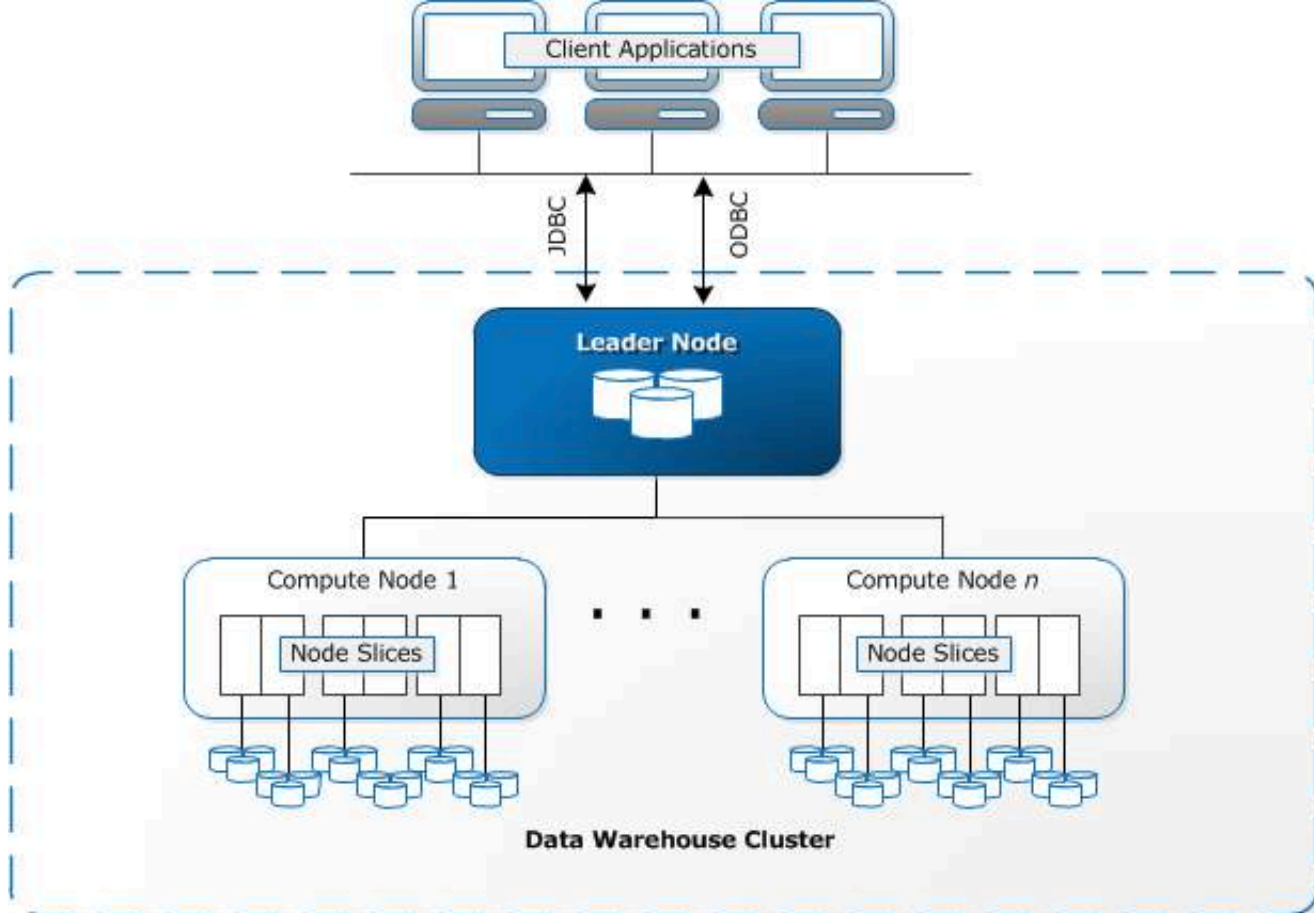 Client Applications
JDBC
ODBC
Leader Node
Compute Node 1
Compute Node n
. . .
Node Slices
Node Slices
Data Warehouse Cluster